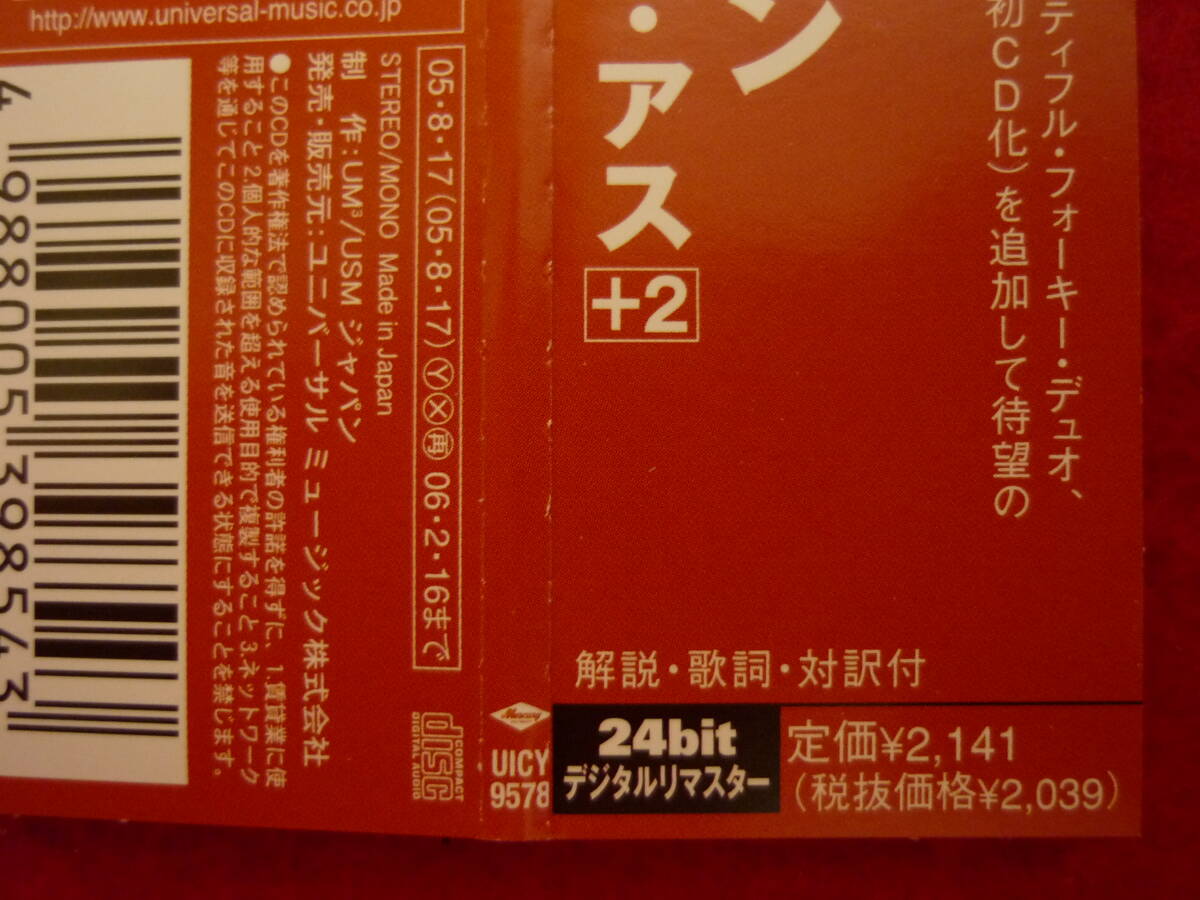 ティフル・フォーキー・デュオ、
初CD化）を追加して待望の
ン
・アス
+2
解説・歌詞・対訳付
24bit
デジタルリマスター
定価¥2,141
（税抜価格¥2,039）
Mercury
UICY
9578
05・8・17（05・8・17）Ⓨ Ⓧ ㊢ 06・2・16まで
STEREO/MONO Made in Japan
制　作：UM³/USM ジャパン
発売・販売元：ユニバーサル ミュージック株式会社
●このCDを著作権法で認められている権利者の許諾を得ずに、1.賃貸業に使
用すること 2.個人的な範囲を超える使用目的で複製すること 3.ネットワーク
等を通じてこのCDに収録された音を送信できる状態にすることを禁じます。
COMPACT
disc
DIGITAL AUDIO
http://www.universal-music.co.jp
4 988005 398543